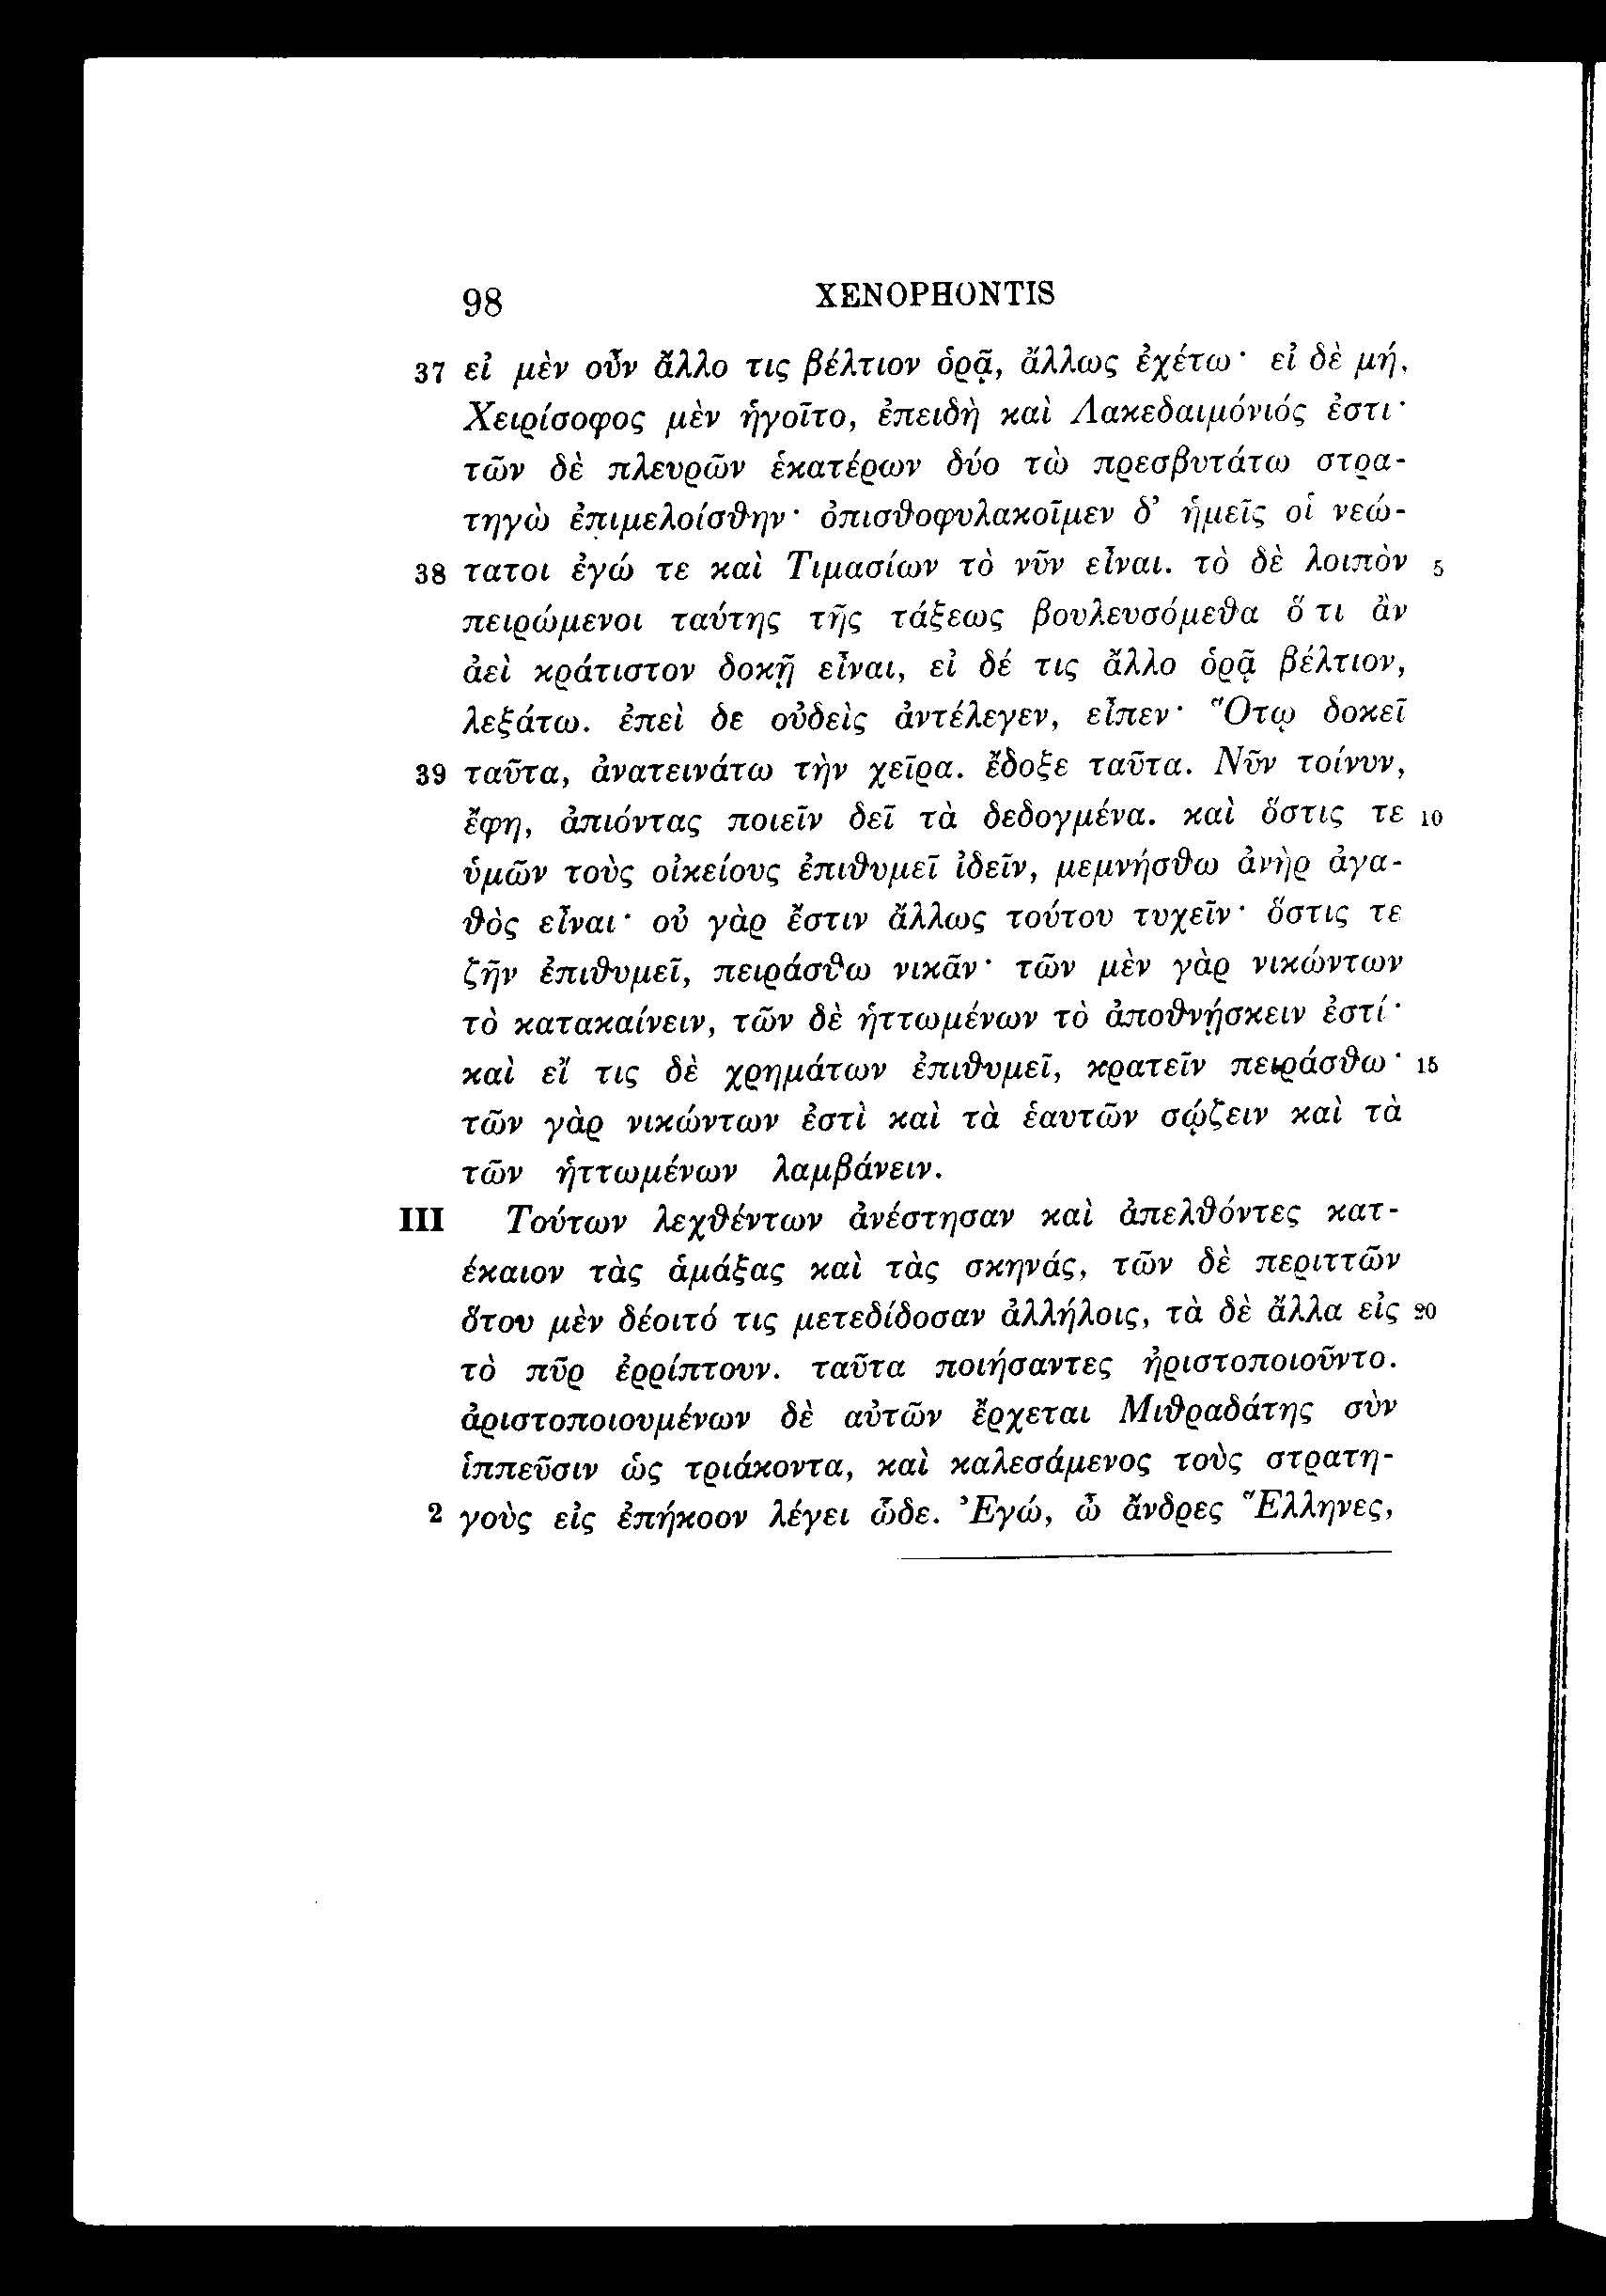 98 XENOPHONTIS
37 εἰ μὲν οὖν ἄλλο τις βέλτιον ὁρᾷ, ἄλλως ἐχέτω· εἰ δὲ μή,
Χειρίσοφος μὲν ἡγοῖτο, ἐπειδὴ καὶ Λακεδαιμόνιός ἐστι·
τῶν δὲ πλευρῶν ἑκατέρων δύο τὼ πρεσβυτάτω στρα-
τηγὼ ἐπιμελοίσθην· ὀπισθοφυλακοῖμεν δ’ ἡμεῖς οἱ νεώ-
38 τατοι ἐγώ τε καὶ Τιμασίων τὸ νῦν εἶναι. τὸ δὲ λοιπὸν 5
πειρώμενοι ταύτης τῆς τάξεως βουλευσόμεθα ὅ τι ἂν
ἀεὶ κράτιστον δοκῇ εἶναι, εἰ δέ τις ἄλλο ὁρᾷ βέλτιον,
λεξάτω. ἐπεὶ δε οὐδεὶς ἀντέλεγεν, εἶπεν· Ὅτῳ δοκεῖ
39 ταῦτα, ἀνατεινάτω τὴν χεῖρα. ἔδοξε ταῦτα. Νῦν τοίνυν,
ἔφη, ἀπιόντας ποιεῖν δεῖ τὰ δεδογμένα. καὶ ὅστις τε 10
ὑμῶν τοὺς οἰκείους ἐπιθυμεῖ ἰδεῖν, μεμνήσθω ἀνὴρ ἀγα-
θὸς εἶναι· οὐ γὰρ ἔστιν ἄλλως τούτου τυχεῖν· ὅστις τε
ζῆν ἐπιθυμεῖ, πειράσθω νικᾶν· τῶν μὲν γὰρ νικώντων
τὸ κατακαίνειν, τῶν δὲ ἡττωμένων τὸ ἀποθνῄσκειν ἐστί·
καὶ εἴ τις δὲ χρημάτων ἐπιθυμεῖ, κρατεῖν πειράσθω· 15
τῶν γὰρ νικώντων ἐστὶ καὶ τὰ ἑαυτῶν σῴζειν καὶ τὰ
τῶν ἡττωμένων λαμβάνειν.
III Τούτων λεχθέντων ἀνέστησαν καὶ ἀπελθόντες κατ-
έκαιον τὰς ἁμάξας καὶ τὰς σκηνάς, τῶν δὲ περιττῶν
ὅτου μὲν δέοιτό τις μετεδίδοσαν ἀλλήλοις, τὰ δὲ ἄλλα εἰς 20
τὸ πῦρ ἐρρίπτουν. ταῦτα ποιήσαντες ἠριστοποιοῦντο.
ἀριστοποιουμένων δὲ αὐτῶν ἔρχεται Μιθραδάτης σὺν
ἱππεῦσιν ὡς τριάκοντα, καὶ καλεσάμενος τοὺς στρατη-
2 γοὺς εἰς ἐπήκοον λέγει ὧδε. Ἐγώ, ὦ ἄνδρες Ἕλληνες,